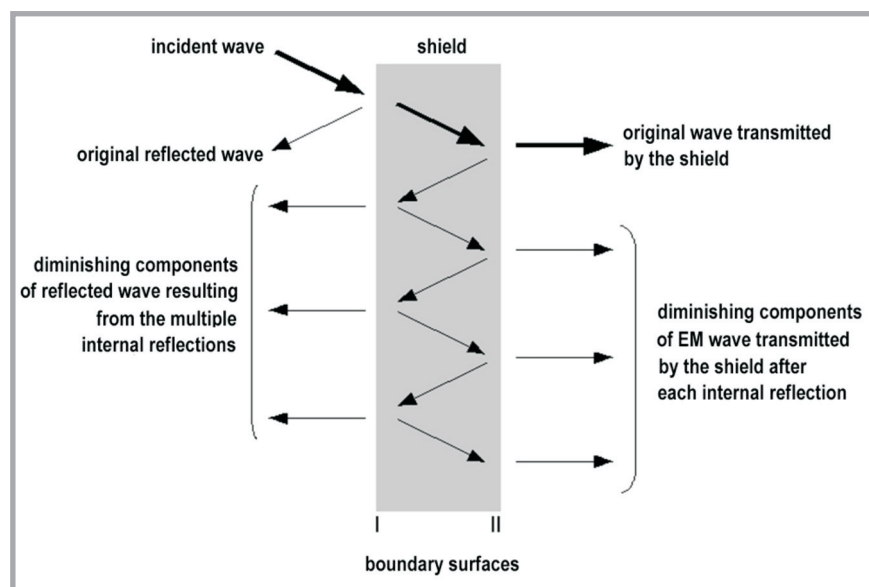 incident wave
shield
original reflected wave
original wave transmitted
by the shield
diminishing components
of reflected wave resulting
from the multiple
internal reflections
diminishing components
of EM wave transmitted
by the shield after
each internal reflection
I
II
boundary surfaces